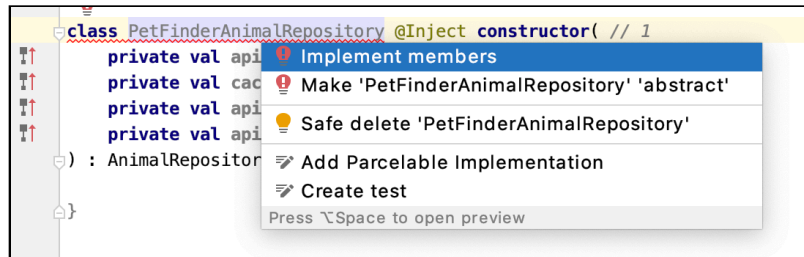 class PetFinderAnimalRepository @Inject constructor( // 1
private val api
private val cac
private val api
private val api
) : AnimalRepositor
}
Implement members
Make 'PetFinderAnimalRepository' 'abstract'
Safe delete 'PetFinderAnimalRepository'
Add Parcelable Implementation
Create test
Press ⌥Space to open preview